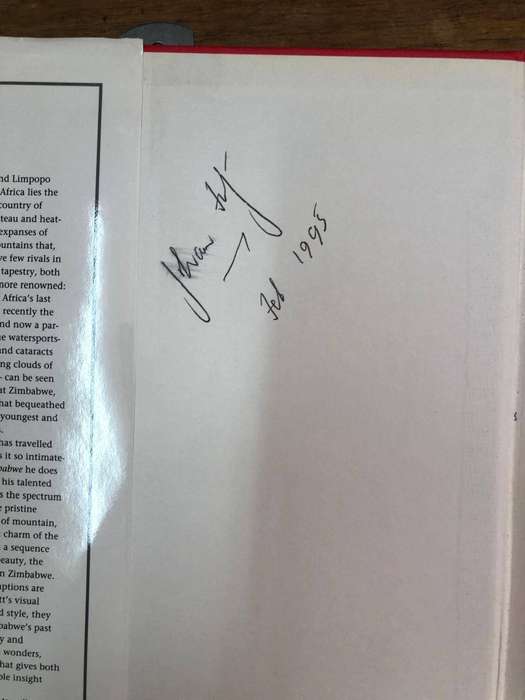 nd Limpopo
Africa lies the
country of
teau and heat-
expanses of
untains that,
ve few rivals in
tapestry, both
more renowned:
Africa's last
recently the
nd now a par-
e watersports-
nd cataracts
ng clouds of
- can be seen
at Zimbabwe,
hat bequeathed
youngest and
has travelled
s it so intimate-
babwe he does
his talented
s the spectrum
e pristine
of mountain,
charm of the
a sequence
eauty, the
n Zimbabwe.
ptions are
tt's visual
d style, they
babwe's past
y and
wonders,
hat gives both
ble insight
Feb 1995